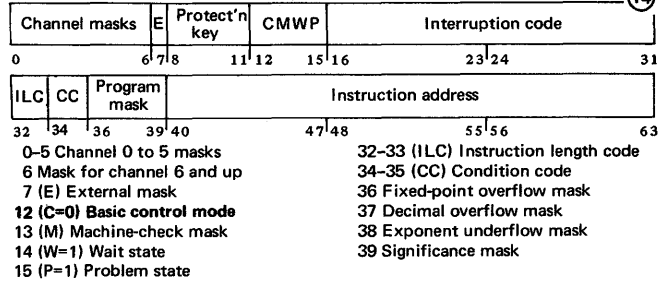 14
Channel masks E Protect'n key CMWP Interruption code
0 6 7 8 11 12 15 16 23 24 31
ILC CC Program mask Instruction address
32 34 36 39 40 47 48 55 56 63
0–5 Channel 0 to 5 masks
6 Mask for channel 6 and up
7 (E) External mask
12 (C=0) Basic control mode
13 (M) Machine-check mask
14 (W=1) Wait state
15 (P=1) Problem state
32–33 (ILC) Instruction length code
34–35 (CC) Condition code
36 Fixed-point overflow mask
37 Decimal overflow mask
38 Exponent underflow mask
39 Significance mask